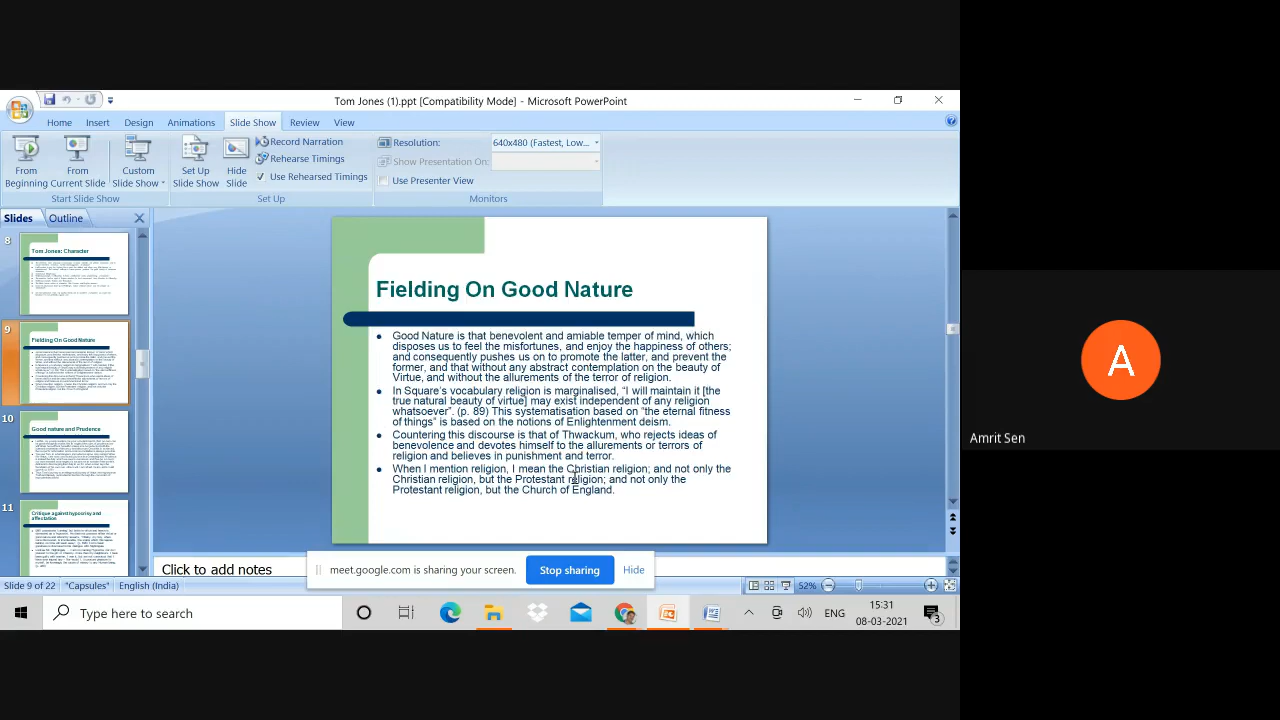 Tom Jones (1).ppt [Compatibility Mode] - Microsoft PowerPoint
Home Insert Design Animations Slide Show Review View
From Beginning
From Current Slide
Custom Slide Show
Set Up Slide Show
Hide Slide
Record Narration
Rehearse Timings
Use Rehearsed Timings
Resolution: 640x480 (Fastest, Low...
Show Presentation On:
Use Presenter View
Start Slide Show Set Up Monitors
Slides Outline
8
Tom Jones: Character
9
Fielding On Good Nature
10
Good nature and Prudence
11
Critique against hypocrisy and
affectation
Fielding On Good Nature
Good Nature is that benevolent and amiable temper of mind, which
disposes us to feel the misfortunes, and enjoy the happiness of others;
and consequently pushes us on to promote the latter, and prevent the
former; and that without any abstract contemplation on the beauty of
Virtue, and without the allurements of the terror of religion.
In Square's vocabulary religion is marginalised, “I will maintain it [the
true natural beauty of virtue] may exist independent of any religion
whatsoever”. (p. 89) This systematisation based on “the eternal fitness
of things” is based on the notions of Enlightenment deism.
Countering this discourse is that of Thwackum, who rejects ideas of
benevolence and devotes himself to the allurements or terrors of
religion and believes in punishment and terror.
When I mention religion, I mean the Christian religion; and not only the
Christian religion, but the Protestant religion; and not only the
Protestant religion, but the Church of England.
Click to add notes
meet.google.com is sharing your screen. Stop sharing Hide
Slide 9 of 22 "Capsules" English (India) 52%
Type here to search
ENG
15:31
08-03-2021
3
A
Amrit Sen